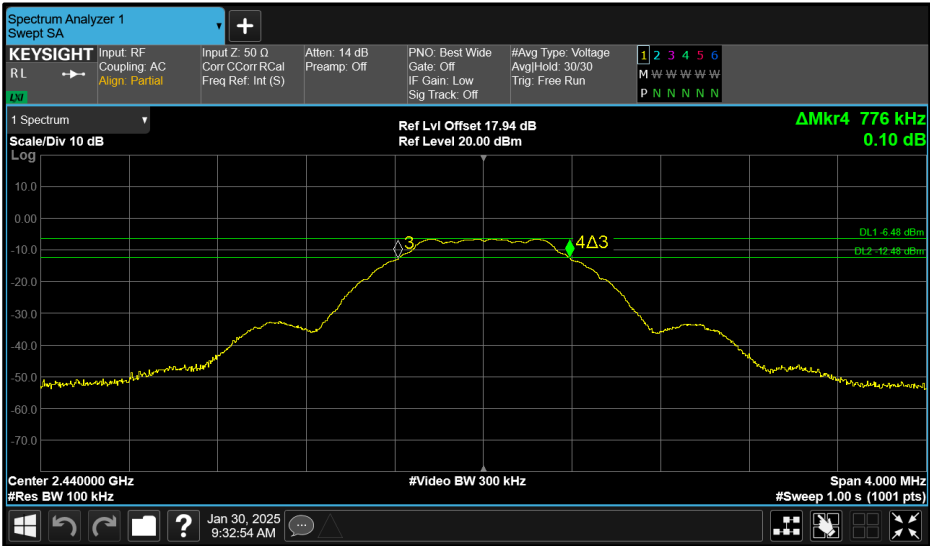 Spectrum Analyzer 1
Swept SA
+
KEYSIGHT Input: RF Input Z: 50 Ω Atten: 14 dB PNO: Best Wide #Avg Type: Voltage 1 2 3 4 5 6
RL Coupling: AC Corr CCorr RCal Preamp: Off Gate: Off Avg|Hold: 30/30 M W W W W W
Align: Partial Freq Ref: Int (S) IF Gain: Low Trig: Free Run P N N N N N
LXI Sig Track: Off
1 Spectrum
Ref Lvl Offset 17.94 dB
ΔMkr4 776 kHz
Scale/Div 10 dB Ref Level 20.00 dBm 0.10 dB
Log
10.0
0.00
DL1 -6.48 dBm
3 4Δ3
-10.0
DL2 -12.48 dBm
-20.0
-30.0
-40.0
-50.0
-60.0
-70.0
Center 2.440000 GHz #Video BW 300 kHz Span 4.000 MHz
#Res BW 100 kHz #Sweep 1.00 s (1001 pts)
? Jan 30, 2025
9:32:54 AM